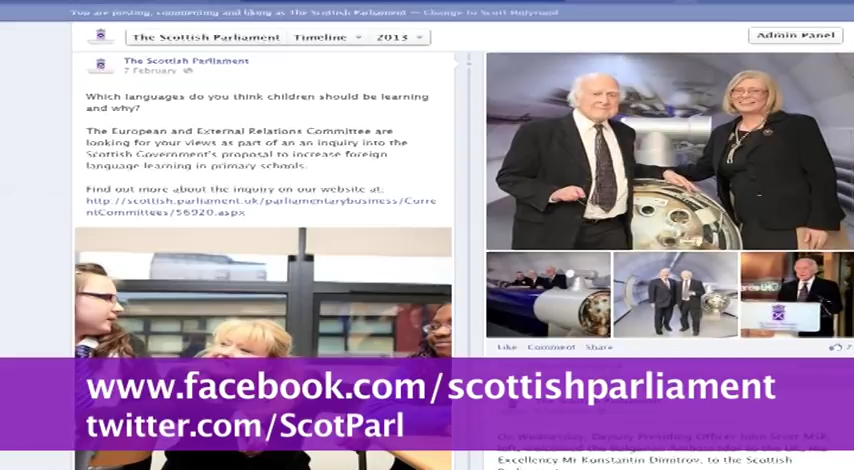 You are posting, commenting and liking as The Scottish Parliament — Change to Scott
The Scottish Parliament
Timeline
2013
Admin Panel
The Scottish Parliament
7 February
Which languages do you think children should be learning
and why?
The European and External Relations Committee are
looking for your views as part of an an inquiry into the
Scottish Government's proposal to increase foreign
language learning in primary schools.
Find out more about the inquiry on our website at:
http://scottish.parliament.uk/parliamentarybusiness/Curre
ntCommittees/56920.aspx
Like Comment Share
www.facebook.com/scottishparliament
twitter.com/ScotParl
On Wednesday, Deputy Presiding Officer John Scott MSP,
Excellency Mr Konstantin Dimitrov, to the Scottish